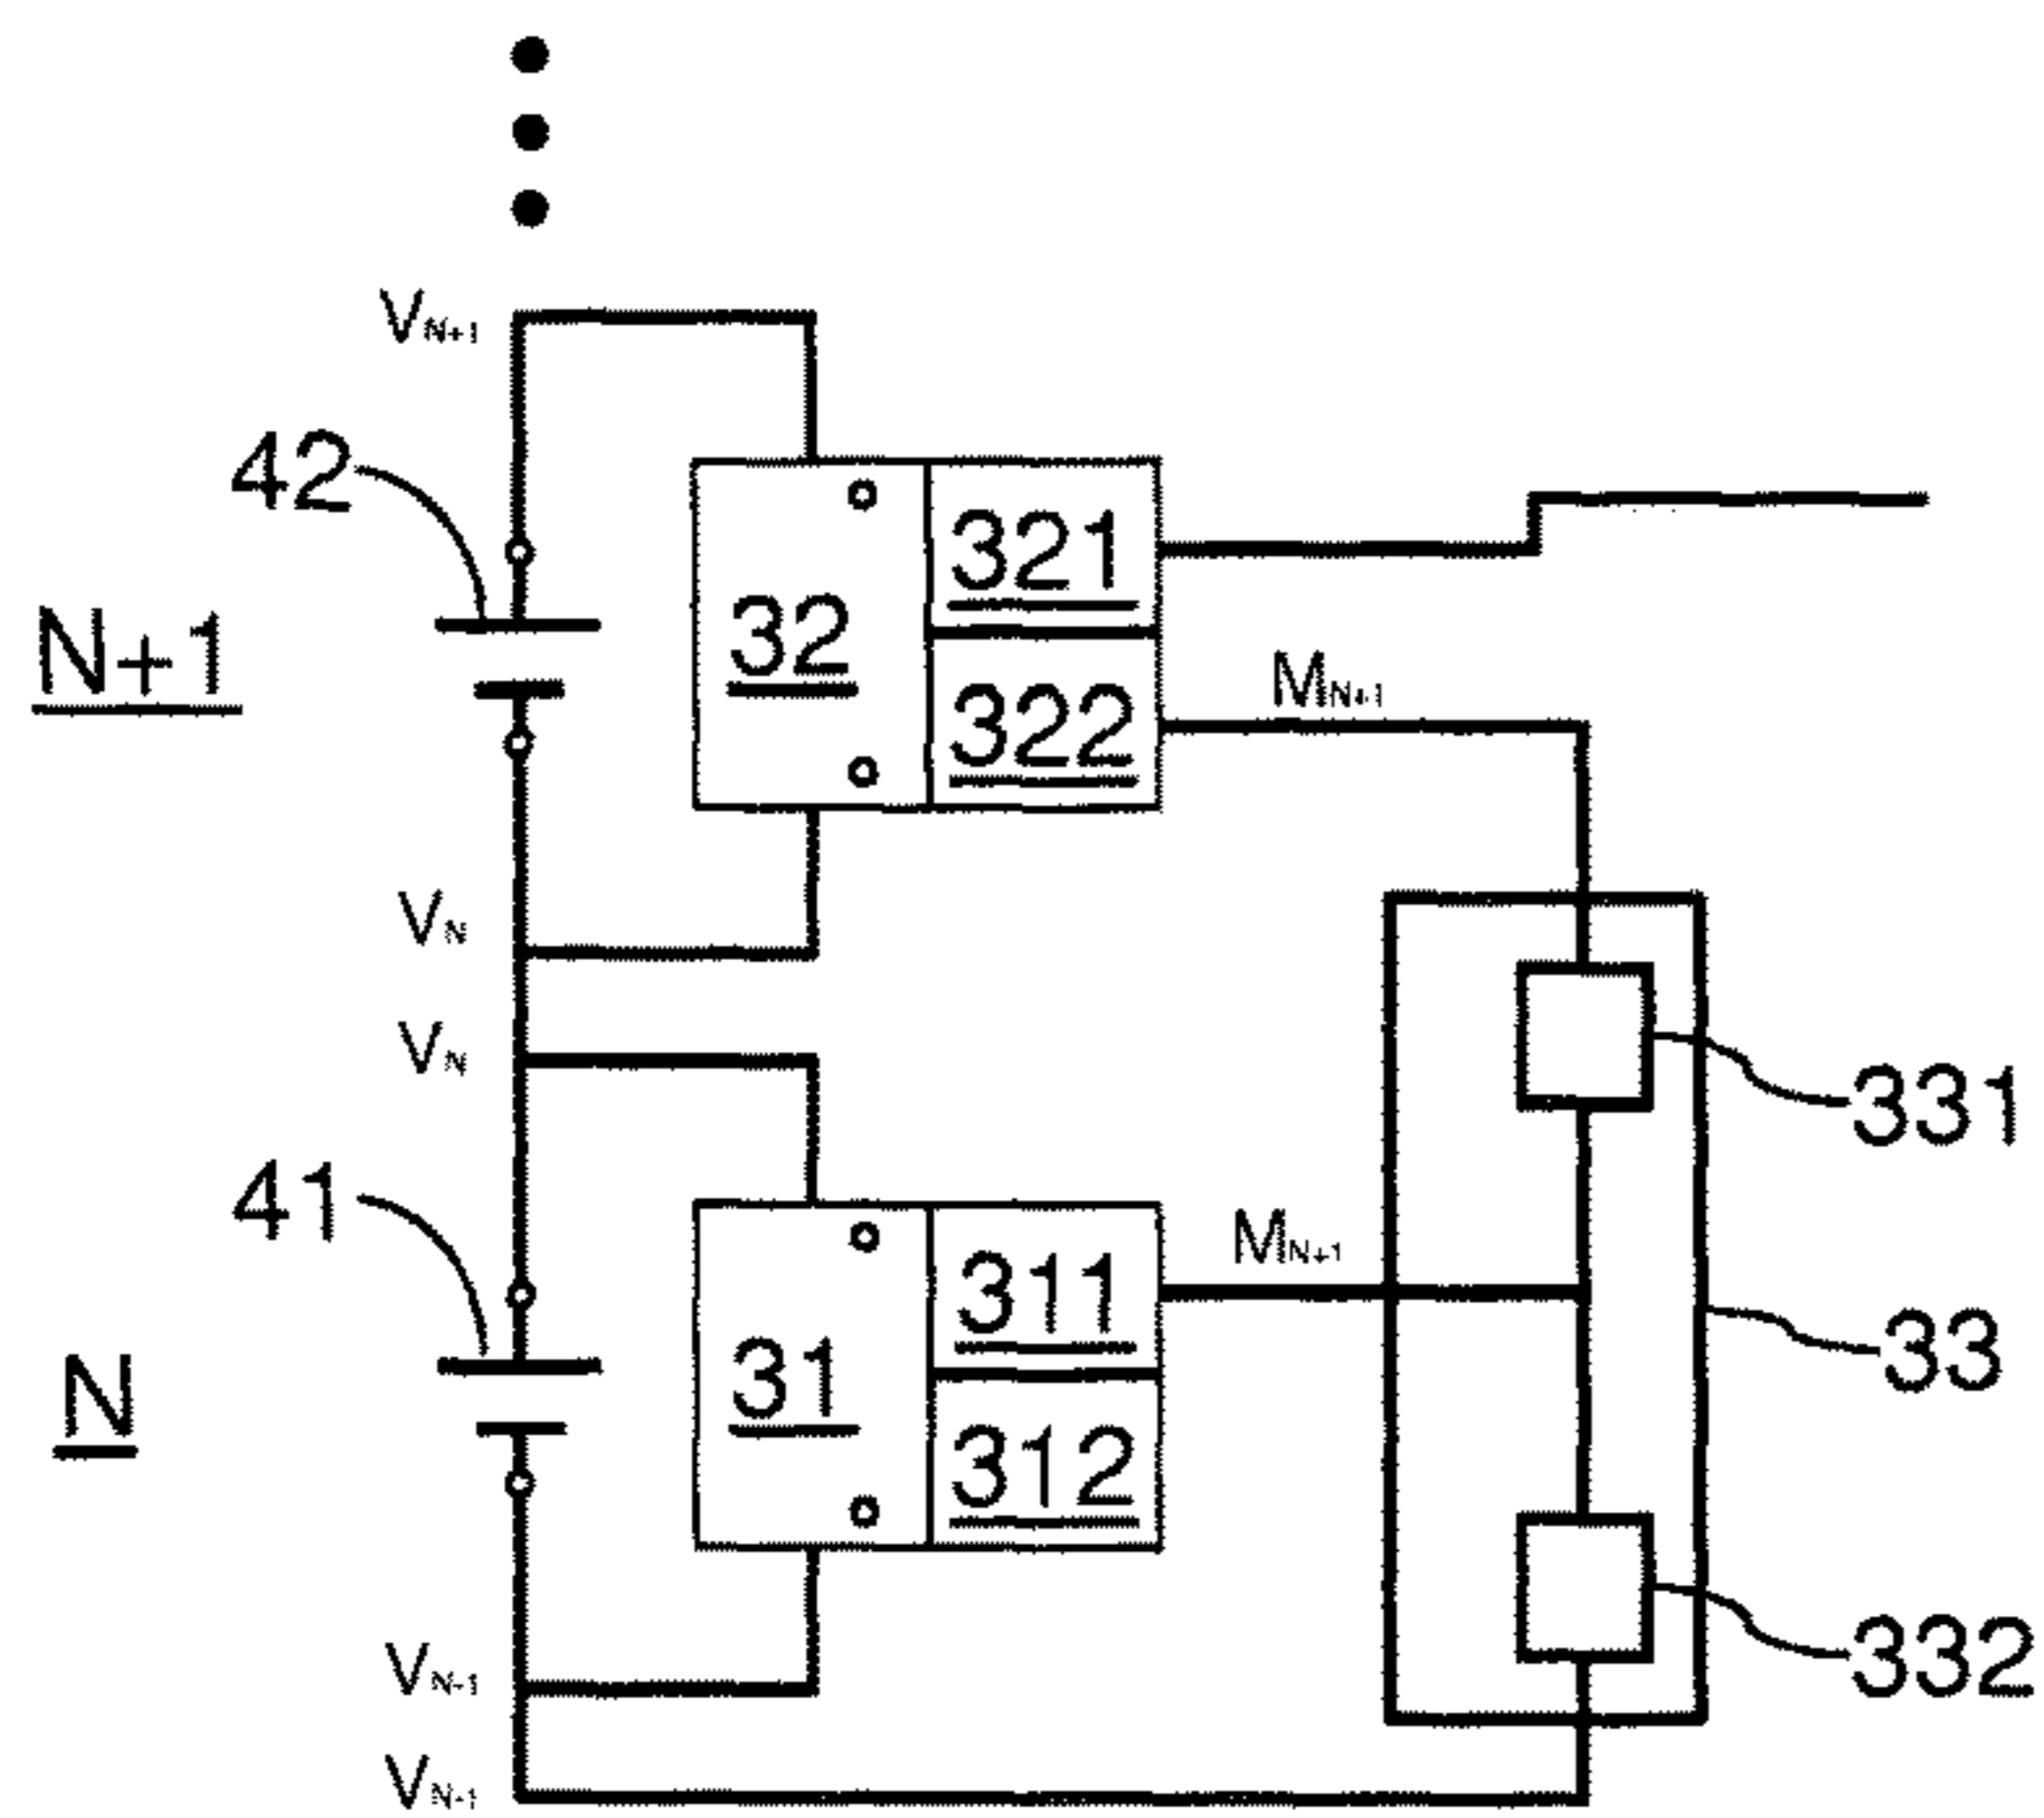 V_{N+1}
42
321
32
N+1
M_{N+1}
322
V_N
V_N
331
41
M_{N+1}
311
33
31
N
312
332
V_{N-1}
V_{N-1}